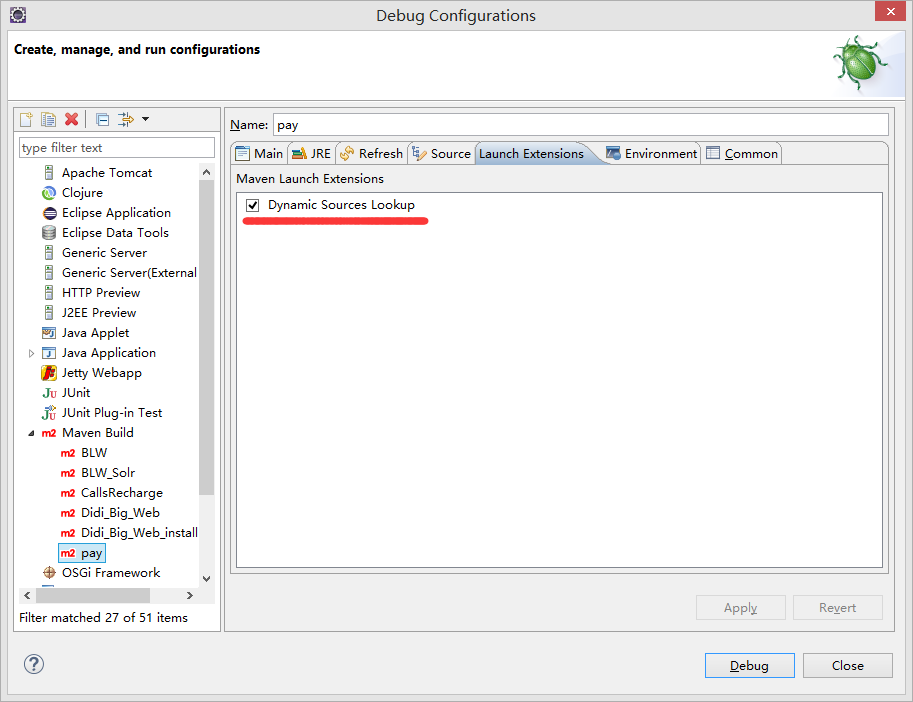 Debug Configurations
Create, manage, and run configurations
type filter text
Apache Tomcat
Clojure
Eclipse Application
Eclipse Data Tools
Generic Server
Generic Server(External
HTTP Preview
J2EE Preview
Java Applet
Java Application
Jetty Webapp
JUnit
JUnit Plug-in Test
m2 Maven Build
m2 BLW
m2 BLW_Solr
m2 CallsRecharge
m2 Didi_Big_Web
m2 Didi_Big_Web_install
m2 pay
OSGi Framework
Filter matched 27 of 51 items
Name: pay
Main JRE Refresh Source Launch Extensions Environment Common
Maven Launch Extensions
Dynamic Sources Lookup
Apply Revert
Debug Close